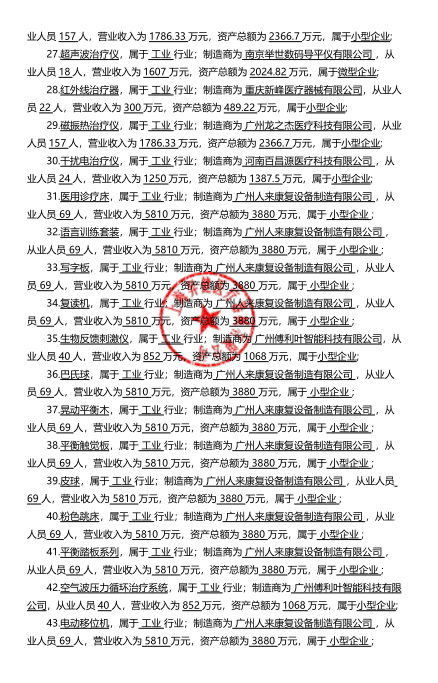 业人员 157 人，营业收入为 1786.33 万元，资产总额为 2366.7 万元，属于小型企业;
27.超声波治疗仪，属于 工业 行业；制造商为 南京举世数码导平仪有限公司 ，从
业人员 18 人，营业收入为 1607 万元，资产总额为 2024.82 万元，属于微型企业;
28.红外线治疗器，属于 工业 行业；制造商为 重庆新峰医疗器械有限公司，从业人
员 22 人，营业收入为 300 万元，资产总额为 489.22 万元，属于小型企业;
29.磁振热治疗仪，属于 工业 行业；制造商为 广州龙之杰医疗科技有限公司，从业
人员 157 人，营业收入为 1786.33 万元，资产总额为 2366.7 万元，属于小型企业;
30.干扰电治疗仪，属于 工业 行业；制造商为 河南百昌源医疗科技有限公司 ，从
业人员 24 人，营业收入为 1250 万元，资产总额为 1387.5 万元，属于小型企业;
31.医用诊疗床，属于 工业 行业；制造商为 广州人来康复设备制造有限公司 ，从
业人员 69 人，营业收入为 5810 万元，资产总额为 3880 万元，属于 小型企业 ;
32.语言训练套装，属于 工业 行业；制造商为 广州人来康复设备制造有限公司 ，
从业人员 69 人，营业收入为 5810 万元，资产总额为 3880 万元，属于 小型企业 ;
33.写字板，属于 工业 行业；制造商为 广州人来康复设备制造有限公司 ，从业人
员 69 人，营业收入为 5810 万元，资产总额为 3880 万元，属于 小型企业 ;
34.复读机，属于 工业 行业；制造商为 广州人来康复设备制造有限公司 ，从业人
员 69 人，营业收入为 5810 万元，资产总额为 3880 万元，属于 小型企业 ;
35.生物反馈刺激仪，属于 工业 行业；制造商为 广州傅利叶智能科技有限公司，从
业人员 40 人，营业收入为 852 万元，资产总额为 1068 万元，属于小型企业;
36.巴氏球，属于 工业 行业；制造商为 广州人来康复设备制造有限公司 ，从业人
员 69 人，营业收入为 5810 万元，资产总额为 3880 万元，属于 小型企业 ;
37.晃动平衡木，属于 工业 行业；制造商为 广州人来康复设备制造有限公司 ，从
业人员 69 人，营业收入为 5810 万元，资产总额为 3880 万元，属于 小型企业 ;
38.平衡触觉板，属于 工业 行业；制造商为 广州人来康复设备制造有限公司 ，从
业人员 69 人，营业收入为 5810 万元，资产总额为 3880 万元，属于 小型企业 ;
39.皮球，属于 工业 行业；制造商为 广州人来康复设备制造有限公司 ，从业人员
69 人，营业收入为 5810 万元，资产总额为 3880 万元，属于 小型企业 ;
40.粉色跳床，属于 工业 行业；制造商为 广州人来康复设备制造有限公司 ，从业
人员 69 人，营业收入为 5810 万元，资产总额为 3880 万元，属于 小型企业 ;
41.平衡踏板系列，属于 工业 行业；制造商为 广州人来康复设备制造有限公司 ，
从业人员 69 人，营业收入为 5810 万元，资产总额为 3880 万元，属于 小型企业 ;
42.空气波压力循环治疗系统，属于 工业 行业；制造商为 广州傅利叶智能科技有限
公司，从业人员 40 人，营业收入为 852 万元，资产总额为 1068 万元，属于小型企业;
43.电动移位机，属于 工业 行业；制造商为 广州人来康复设备制造有限公司 ，从
业人员 69 人，营业收入为 5810 万元，资产总额为 3880 万元，属于 小型企业 ;